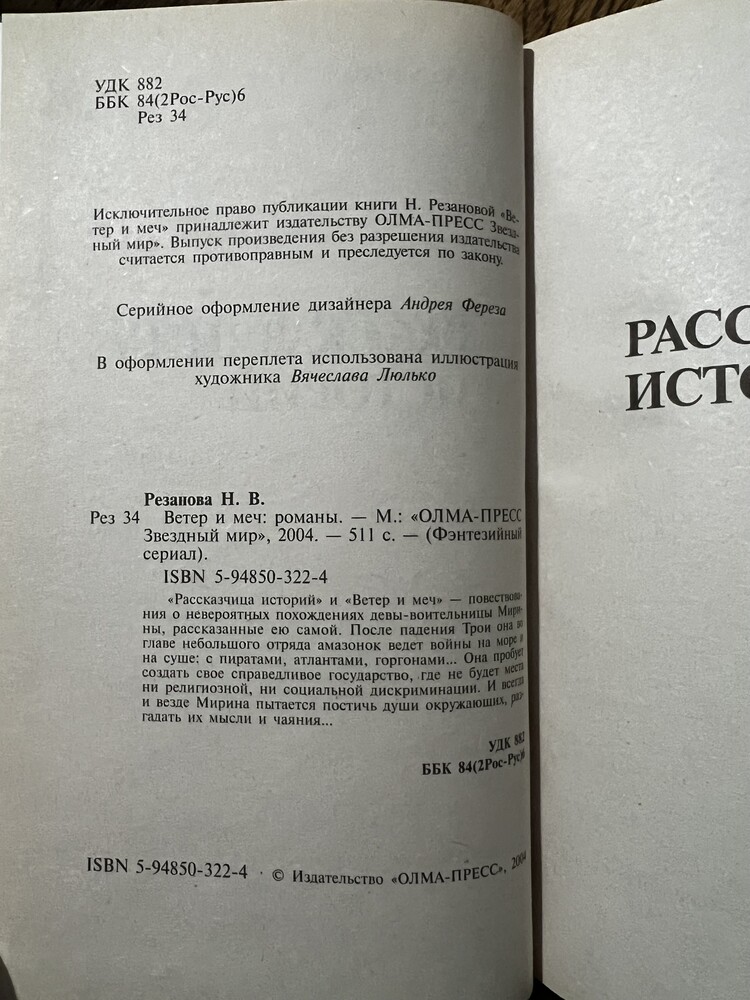 УДК 882
ББК 84(2Рос-Рус)6
Рез 34
Исключительное право публикации книги Н. Резановой «Ве-
тер и меч» принадлежит издательству ОЛМА-ПРЕСС Звезд-
ный мир». Выпуск произведения без разрешения издательства
считается противоправным и преследуется по закону.
Серийное оформление дизайнера Андрея Фереза
В оформлении переплета использована иллюстрация
художника Вячеслава Люлько
Резанова Н. В.
Рез 34 Ветер и меч: романы. — М.: «ОЛМА-ПРЕСС
Звездный мир», 2004. — 511 с. — (Фэнтезийный
сериал).
ISBN 5-94850-322-4
«Рассказчица историй» и «Ветер и меч» — повествова-
ния о невероятных похождениях девы-воительницы Мири-
ны, рассказанные ею самой. После падения Трои она во
главе небольшого отряда амазонок ведет войны на море и
на суше: с пиратами, атлантами, горгонами... Она пробует
создать свое справедливое государство, где не будет места
ни религиозной, ни социальной дискриминации. И всегда
и везде Мирина пытается постичь души окружающих, раз-
гадать их мысли и чаяния...
УДК 882
ББК 84(2Рос-Рус)6
ISBN 5-94850-322-4 © Издательство «ОЛМА-ПРЕСС», 2004
РАСС
ИСТО